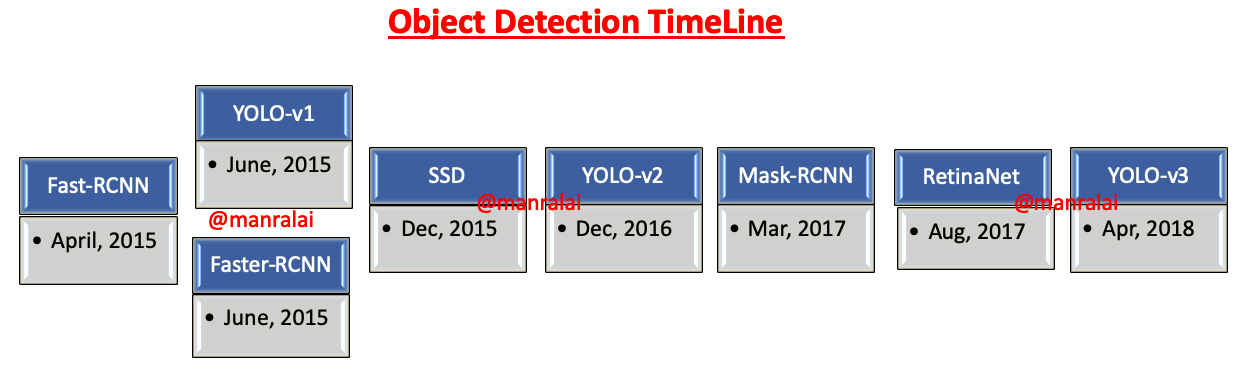 Object Detection TimeLine
Fast-RCNN
• April, 2015
YOLO-v1
• June, 2015
@manralai
Faster-RCNN
• June, 2015
SSD
@manralai
• Dec, 2015
YOLO-v2
• Dec, 2016
Mask-RCNN
• Mar, 2017
RetinaNet
• Aug, 2017
@manralai
YOLO-v3
• Apr, 2018